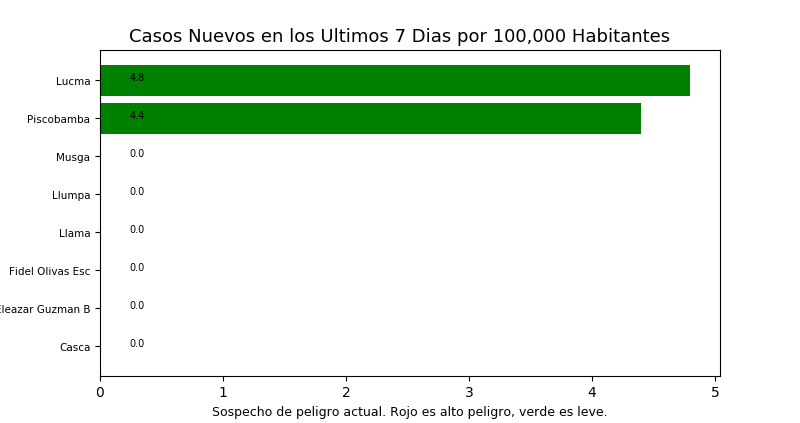 Casos Nuevos en los Ultimos 7 Dias por 100,000 Habitantes
Lucma 4.8
Piscobamba 4.4
Musga 0.0
Llumpa 0.0
Llama 0.0
Fidel Olivas Esc 0.0
Eleazar Guzman B 0.0
Casca 0.0
0 1 2 3 4 5
Sospecho de peligro actual. Rojo es alto peligro, verde es leve.